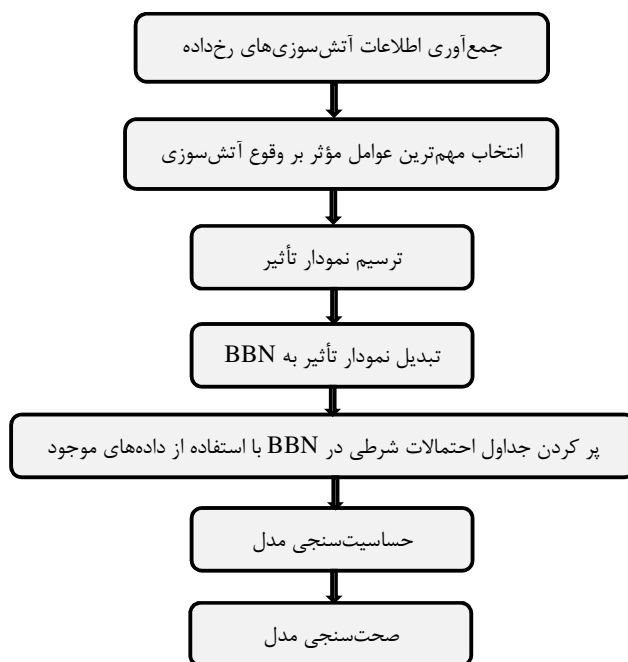 جمع‌آوری اطلاعات آتش‌سوزی‌های رخ‌داده
انتخاب مهم‌ترین عوامل مؤثر بر وقوع آتش‌سوزی
ترسیم نمودار تأثیر
تبدیل نمودار تأثیر به BBN
پر کردن جداول احتمالات شرطی در BBN با استفاده از داده‌های موجود
حساسیت‌سنجی مدل
صحت‌سنجی مدل